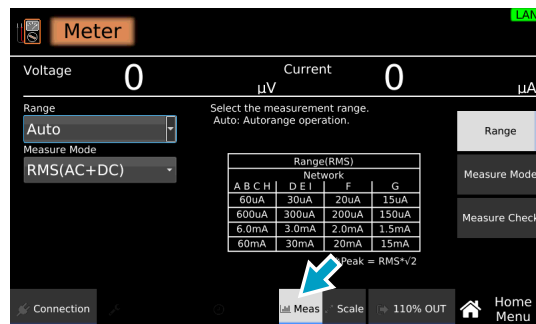 LAN
Meter
Voltage 0 µV Current 0 µA
Range
Auto
Measure Mode
RMS(AC+DC)
Select the measurement range.
Auto: Autorange operation.
Range(RMS)
Network
A B C H D E I F G
60uA 30uA 20uA 15uA
600uA 300uA 200uA 150uA
6.0mA 3.0mA 2.0mA 1.5mA
60mA 30mA 20mA 15mA
*Peak = RMS*√2
Range
Measure Mode
Measure Check
Connection
Meas
Scale
110% OUT
Home
Menu